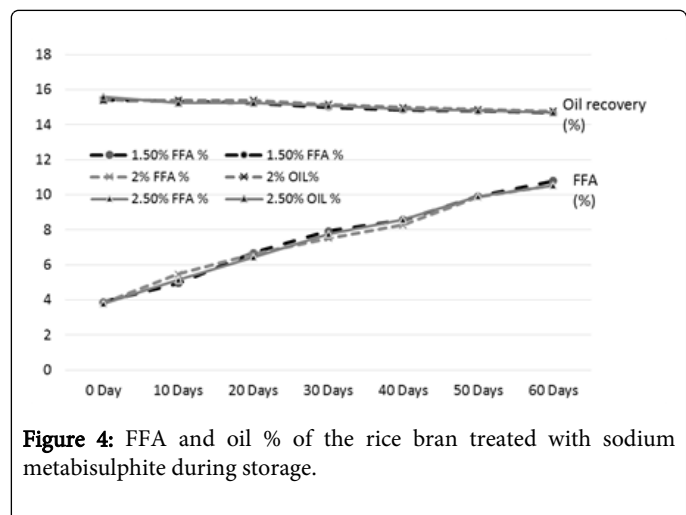 18
16
14
12
10
8
6
4
2
0
Oil recovery
(%)
1.50% FFA %
1.50% FFA %
2% FFA %
2% OIL%
2.50% FFA %
2.50% OIL %
FFA
(%)
0 Day
10 Days
20 Days
30 Days
40 Days
50 Days
60 Days
Figure 4: FFA and oil % of the rice bran treated with sodium
metabisulphite during storage.